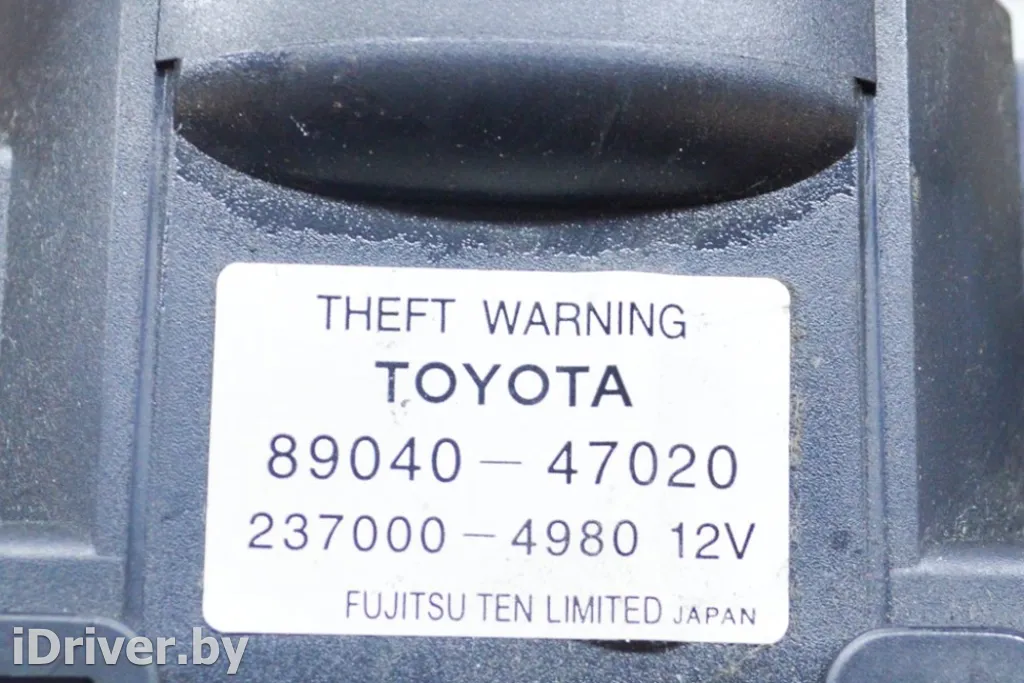 THEFT WARNING
TOYOTA
89040-47020
237000-4980 12V
FUJITSU TEN LIMITED JAPAN
iDriver.by